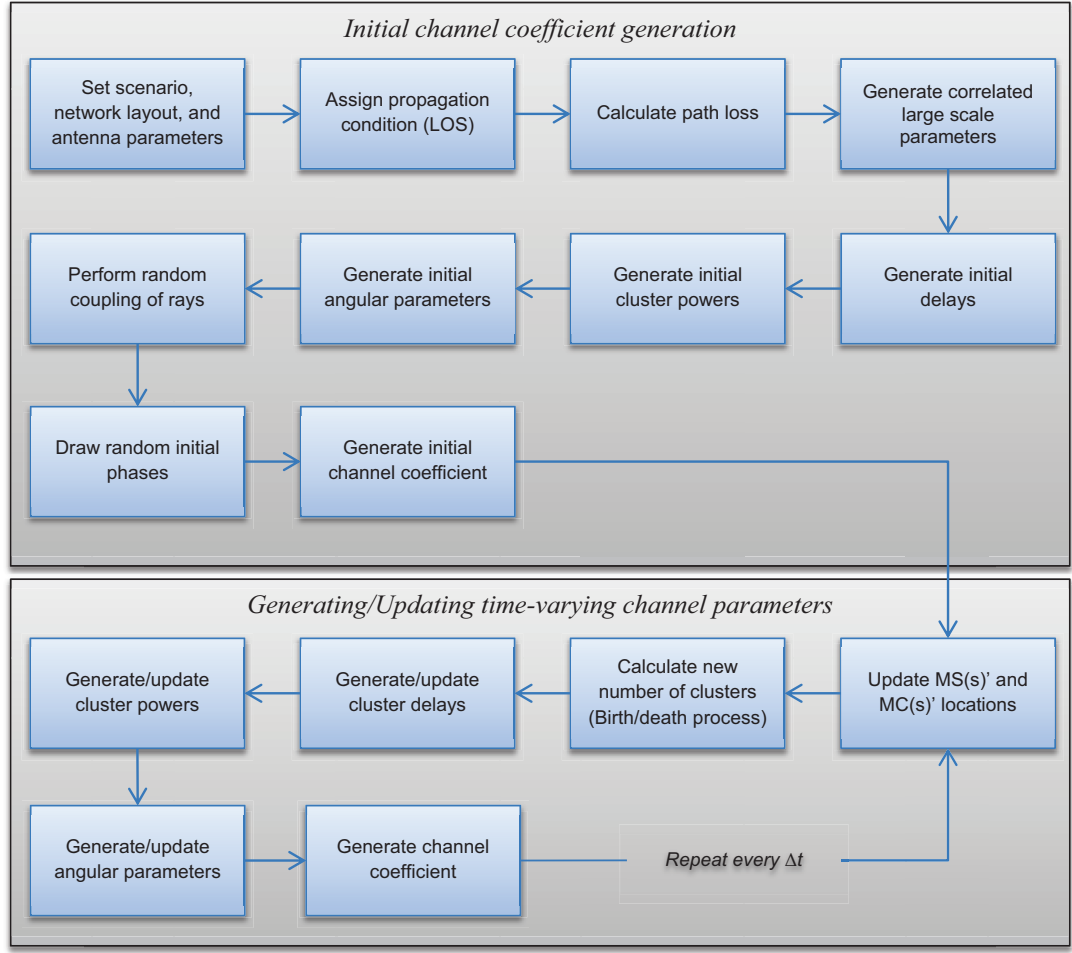 Initial channel coefficient generation
Set scenario,
network layout, and
antenna parameters
Assign propagation
condition (LOS)
Calculate path loss
Generate correlated
large scale
parameters
Generate initial
delays
Generate initial
cluster powers
Generate initial
angular parameters
Perform random
coupling of rays
Draw random initial
phases
Generate initial
channel coefficient
Generating/Updating time-varying channel parameters
Update MS(s)’ and
MC(s)’ locations
Calculate new
number of clusters
(Birth/death process)
Generate/update
cluster delays
Generate/update
cluster powers
Generate/update
angular parameters
Generate channel
coefficient
Repeat every Δt